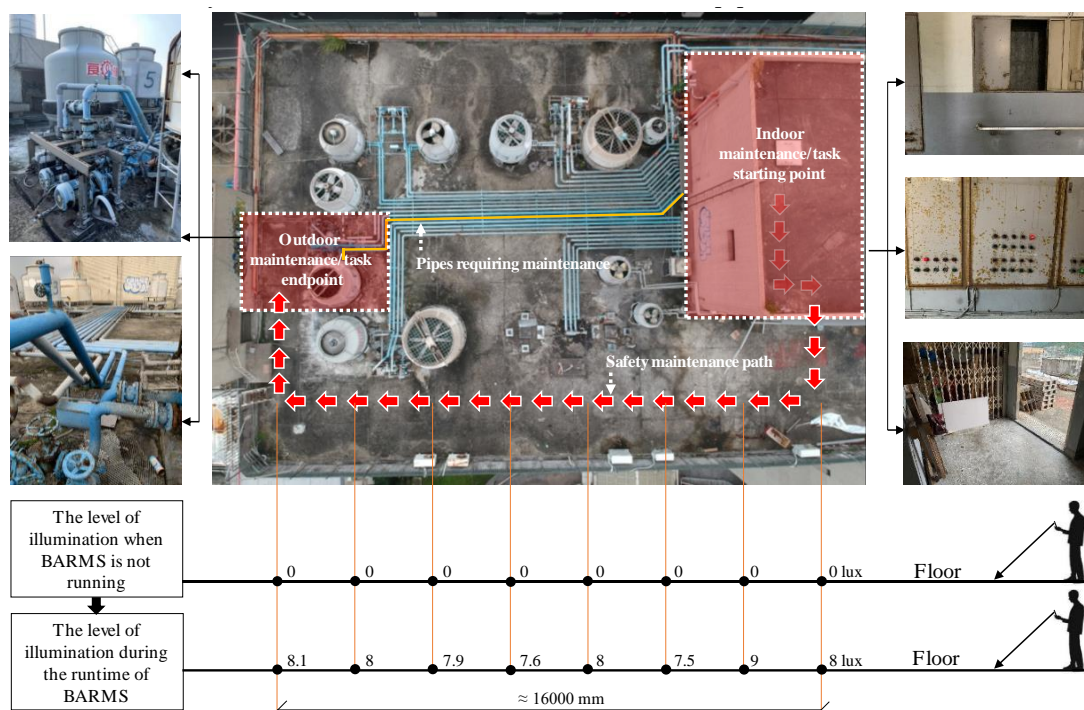 5
Indoor
maintenance/task
starting point
Outdoor
maintenance/task
endpoint
Pipes requiring maintenance
Safety maintenance path
The level of
illumination when
BARMS is not
running
0
0
0
0
0
0
0
0 lux
Floor
The level of
illumination during
the runtime of
BARMS
8.1
8
7.9
7.6
8
7.5
9
8 lux
Floor
≈ 16000 mm